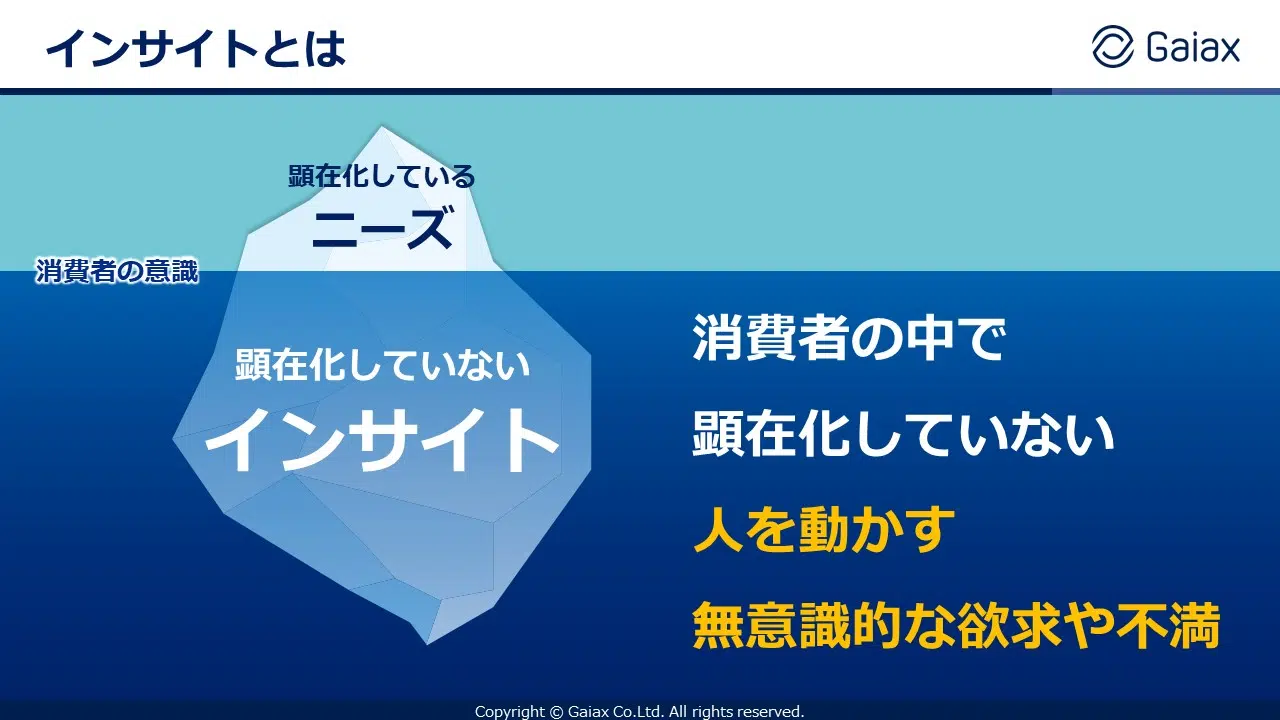 インサイトとは
Gaiax
顕在化している
ニーズ
消費者の意識
顕在化していない
インサイト
消費者の中で
顕在化していない
人を動かす
無意識的な欲求や不満
Copyright © Gaiax Co.Ltd. All rights reserved.